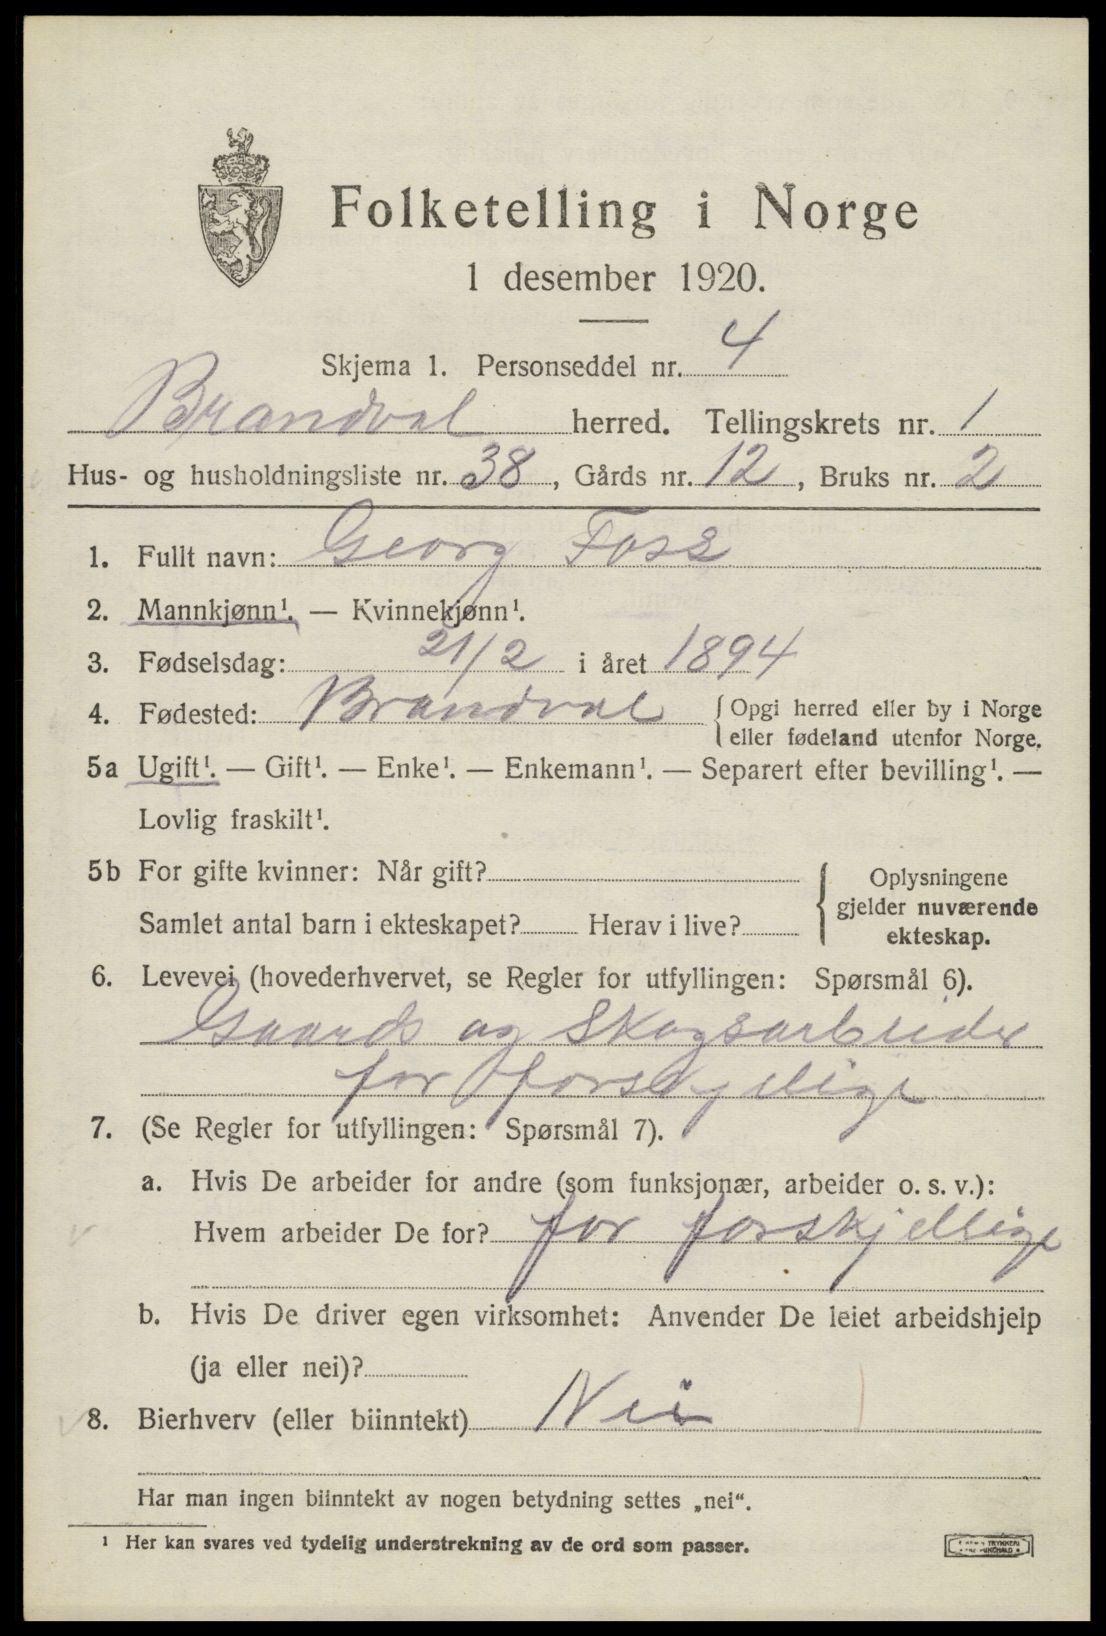 Folketelling i Norge
1 desember 1920.
Skjema 1. Personseddel nr. 4
Brandval herred. Tellingskrets nr. 1
Hus- og husholdningsliste nr. 38, Gårds nr. 12, Bruks nr. 2
1. Fullt navn: Georg Foss
2. Mannkjønn¹. — Kvinnekjønn¹.
3. Fødselsdag: 21/2 i året 1894
4. Fødested: Brandval { Opgi herred eller by i Norge
eller fødeland utenfor Norge.
5a Ugift¹. — Gift¹. — Enke¹. — Enkemann¹. — Separert efter bevilling¹. —
Lovlig fraskilt¹.
5b For gifte kvinner: Når gift?
Samlet antal barn i ekteskapet? Herav i live?
{ Oplysningene
gjelder nuværende
ekteskap.
6. Levevei (hovederhvervet, se Regler for utfyllingen: Spørsmål 6).
Gaards og Skogsarbeider
for forskjellige
7. (Se Regler for utfyllingen: Spørsmål 7).
a. Hvis De arbeider for andre (som funksjonær, arbeider o. s. v.):
Hvem arbeider De for? for forskjellige
b. Hvis De driver egen virksomhet: Anvender De leiet arbeidshjelp
(ja eller nei)?
8. Bierhverv (eller biinntekt) Nei
Har man ingen biinntekt av nogen betydning settes „nei“.
¹ Her kan svares ved tydelig understrekning av de ord som passer.